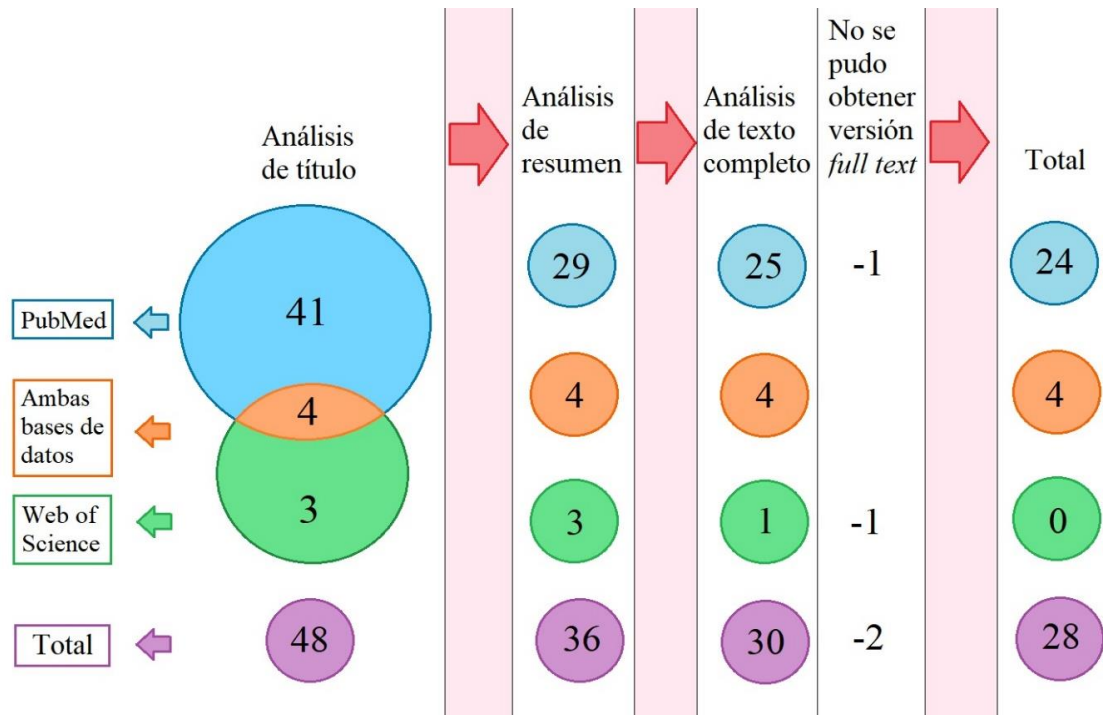 Análisis
de título
Análisis
de
resumen
Análisis
de texto
completo
No se
pudo
obtener
versión
full text
Total
PubMed
41
29
25
-1
24
Ambas
bases de
datos
4
4
4
4
Web of
Science
3
3
1
-1
0
Total
48
36
30
-2
28